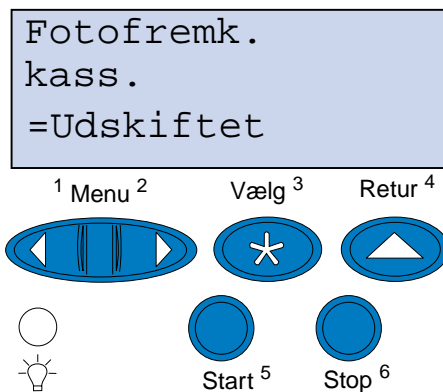 Fotofremk.
kass.
=Udskiftet
1 Menu 2 Vælg 3 Retur 4
Start 5 Stop 6